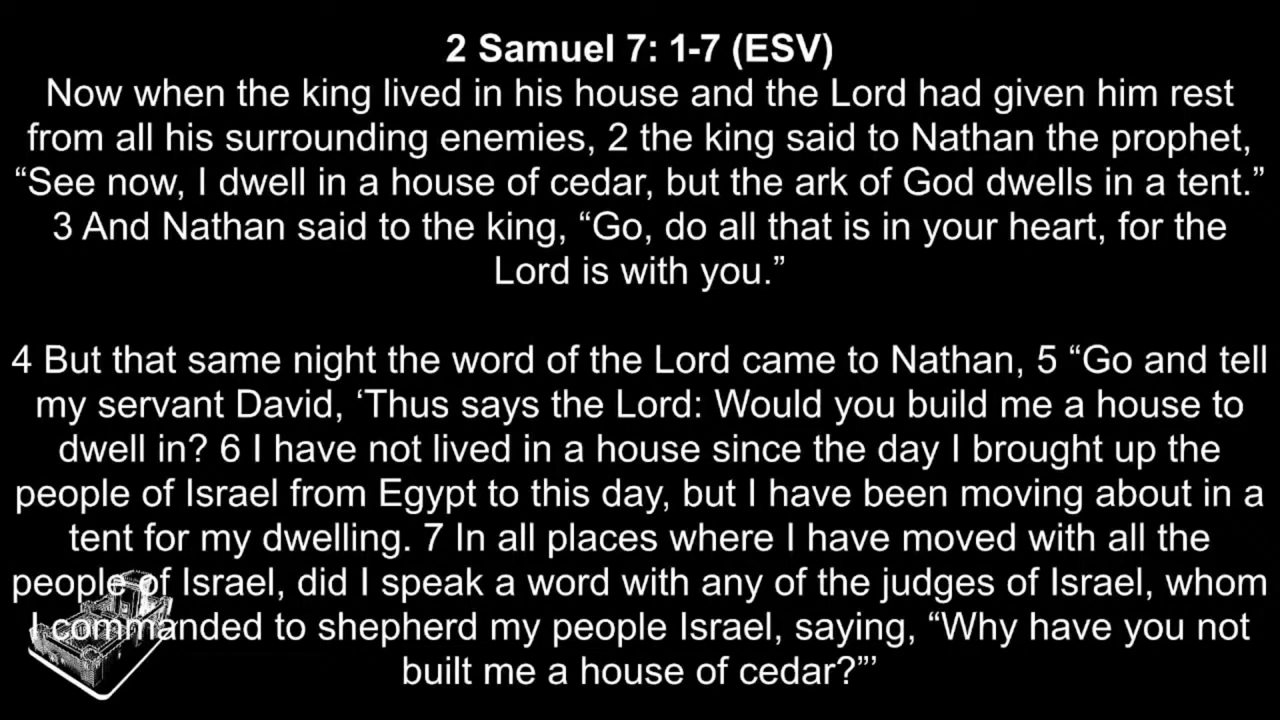 2 Samuel 7: 1-7 (ESV)
Now when the king lived in his house and the Lord had given him rest
from all his surrounding enemies, 2 the king said to Nathan the prophet,
“See now, I dwell in a house of cedar, but the ark of God dwells in a tent.”
3 And Nathan said to the king, “Go, do all that is in your heart, for the
Lord is with you.”
4 But that same night the word of the Lord came to Nathan, 5 “Go and tell
my servant David, ‘Thus says the Lord: Would you build me a house to
dwell in? 6 I have not lived in a house since the day I brought up the
people of Israel from Egypt to this day, but I have been moving about in a
tent for my dwelling. 7 In all places where I have moved with all the
people of Israel, did I speak a word with any of the judges of Israel, whom
I commanded to shepherd my people Israel, saying, “Why have you not
built me a house of cedar?”’